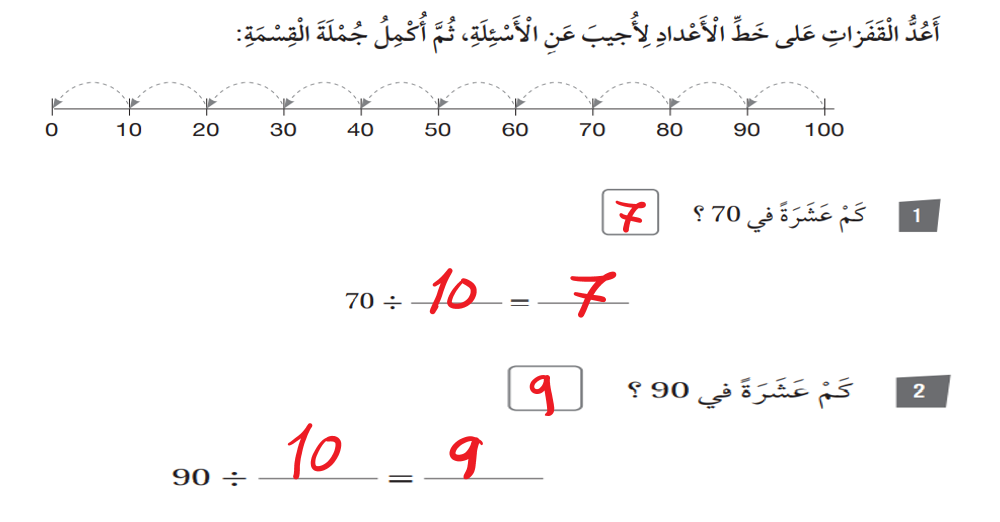 أَعُدُّ الْقَفَزاتِ عَلى خَطِّ الْأَعْدادِ لِأُجيبَ عَنِ الْأَسْئِلَةِ، ثُمَّ أُكْمِلُ جُمْلَةَ الْقِسْمَةِ:
0 10 20 30 40 50 60 70 80 90 100
1 كَمْ عَشَرَةً في 70 ؟ 7
70 ÷ 10 = 7
2 كَمْ عَشَرَةً في 90 ؟ 9
90 ÷ 10 = 9